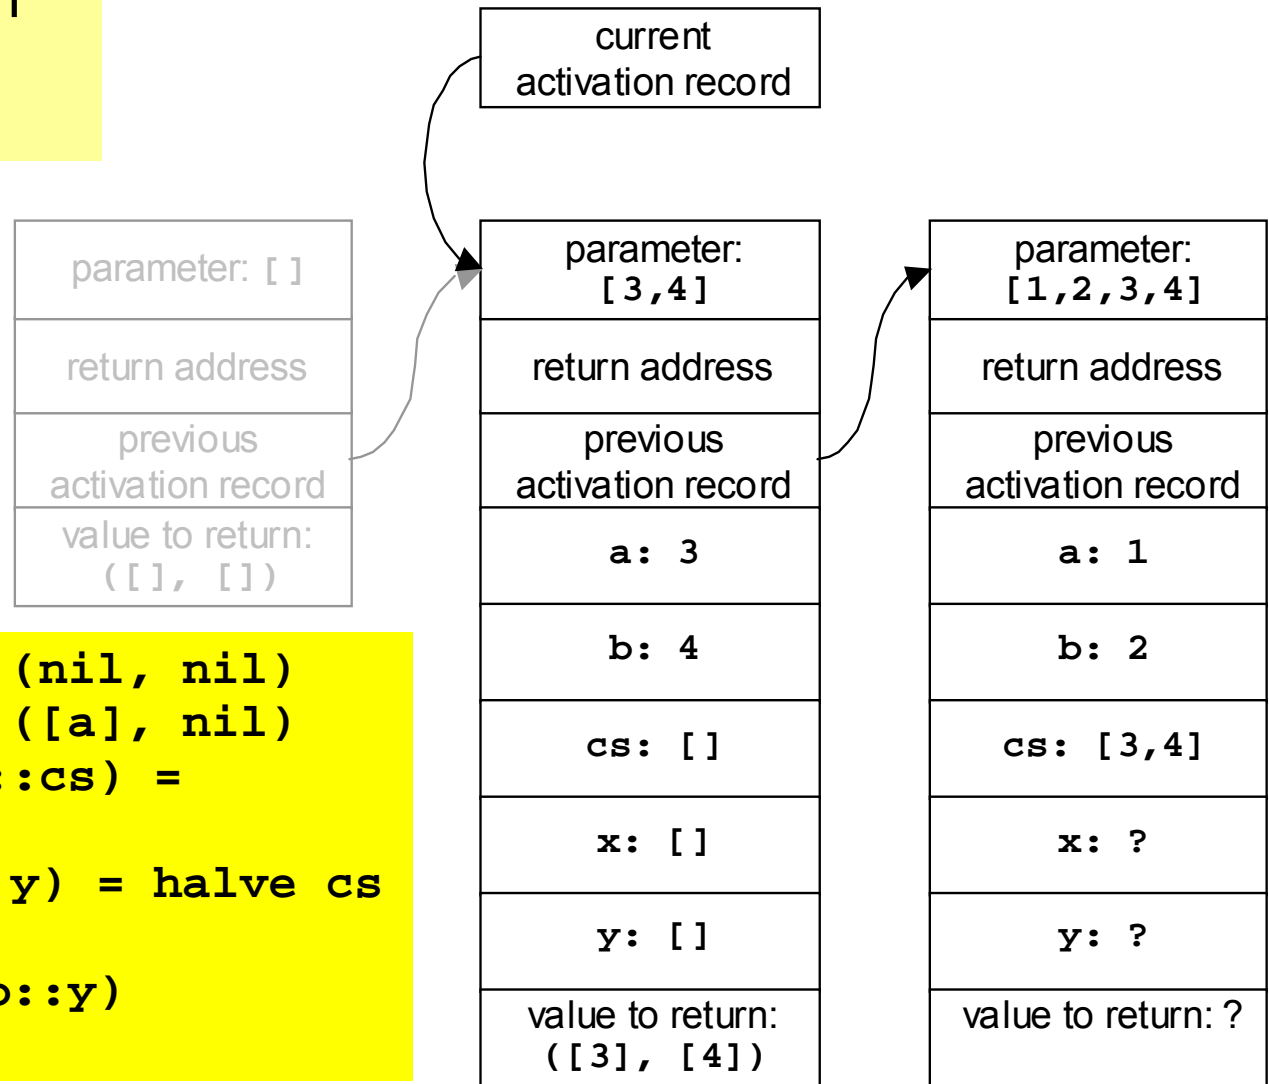 current
activation record
parameter: []
return address
previous
activation record
value to return:
([], [])
parameter:
[3,4]
return address
previous
activation record
a: 3
b: 4
cs: []
x: []
y: []
value to return:
([3], [4])
parameter:
[1,2,3,4]
return address
previous
activation record
a: 1
b: 2
cs: [3,4]
x: ?
y: ?
value to return: ?
(nil, nil)
([a], nil)
::cs) =
y) = halve cs
::y)